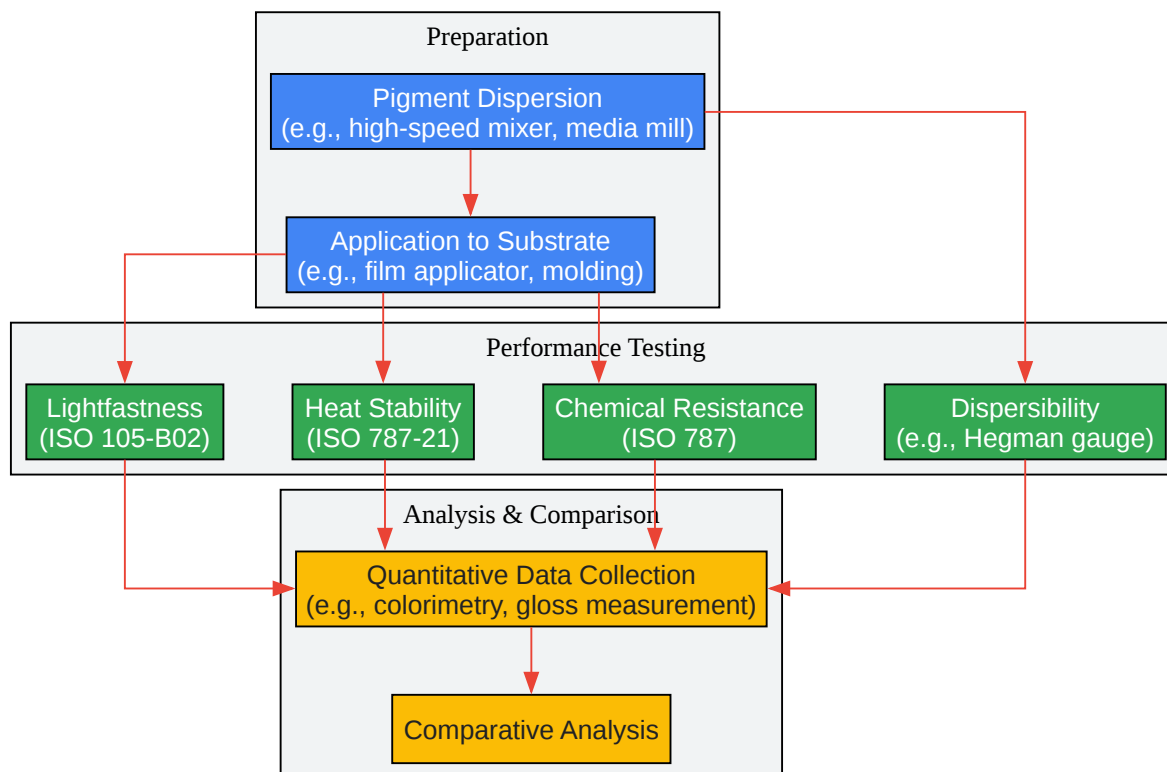 Preparation
Pigment Dispersion
(e.g., high-speed mixer, media mill)
Application to Substrate
(e.g., film applicator, molding)
Performance Testing
Lightfastness
(ISO 105-B02)
Heat Stability
(ISO 787-21)
Chemical Resistance
(ISO 787)
Dispersibility
(e.g., Hegman gauge)
Analysis & Comparison
Quantitative Data Collection
(e.g., colorimetry, gloss measurement)
Comparative Analysis